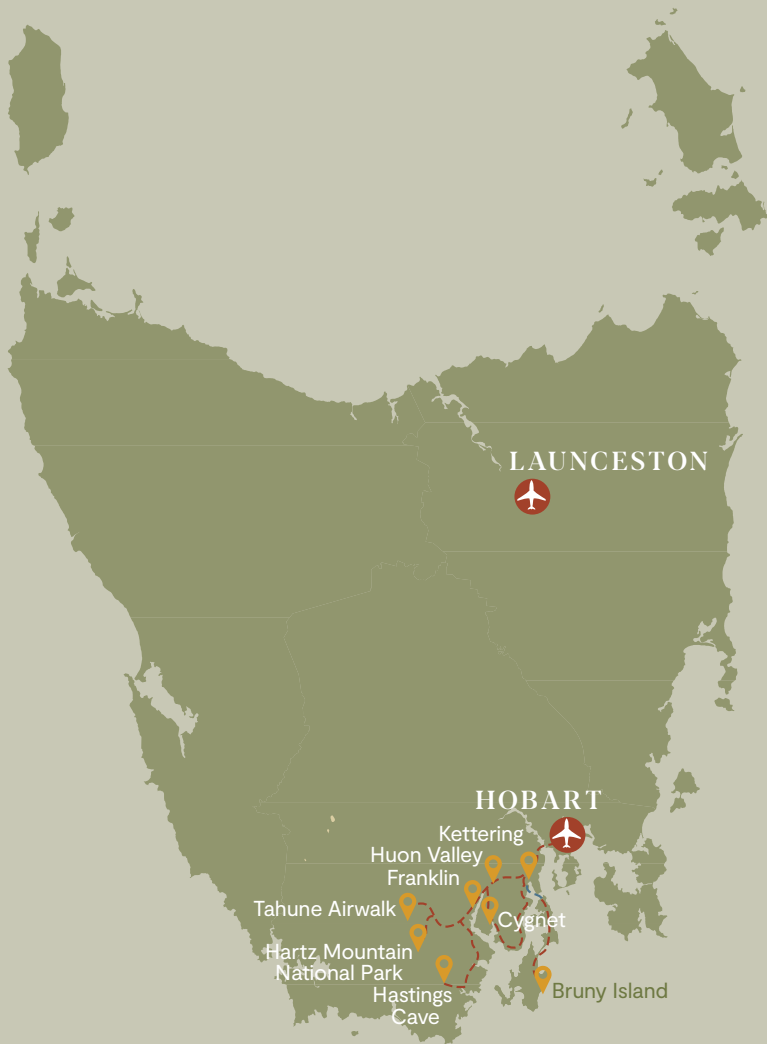 LAUNCESTON
HOBART
Kettering
Huon Valley
Franklin
Tahune Airwalk
Cygnet
Hartz Mountain
National Park
Hastings
Cave
Bruny Island